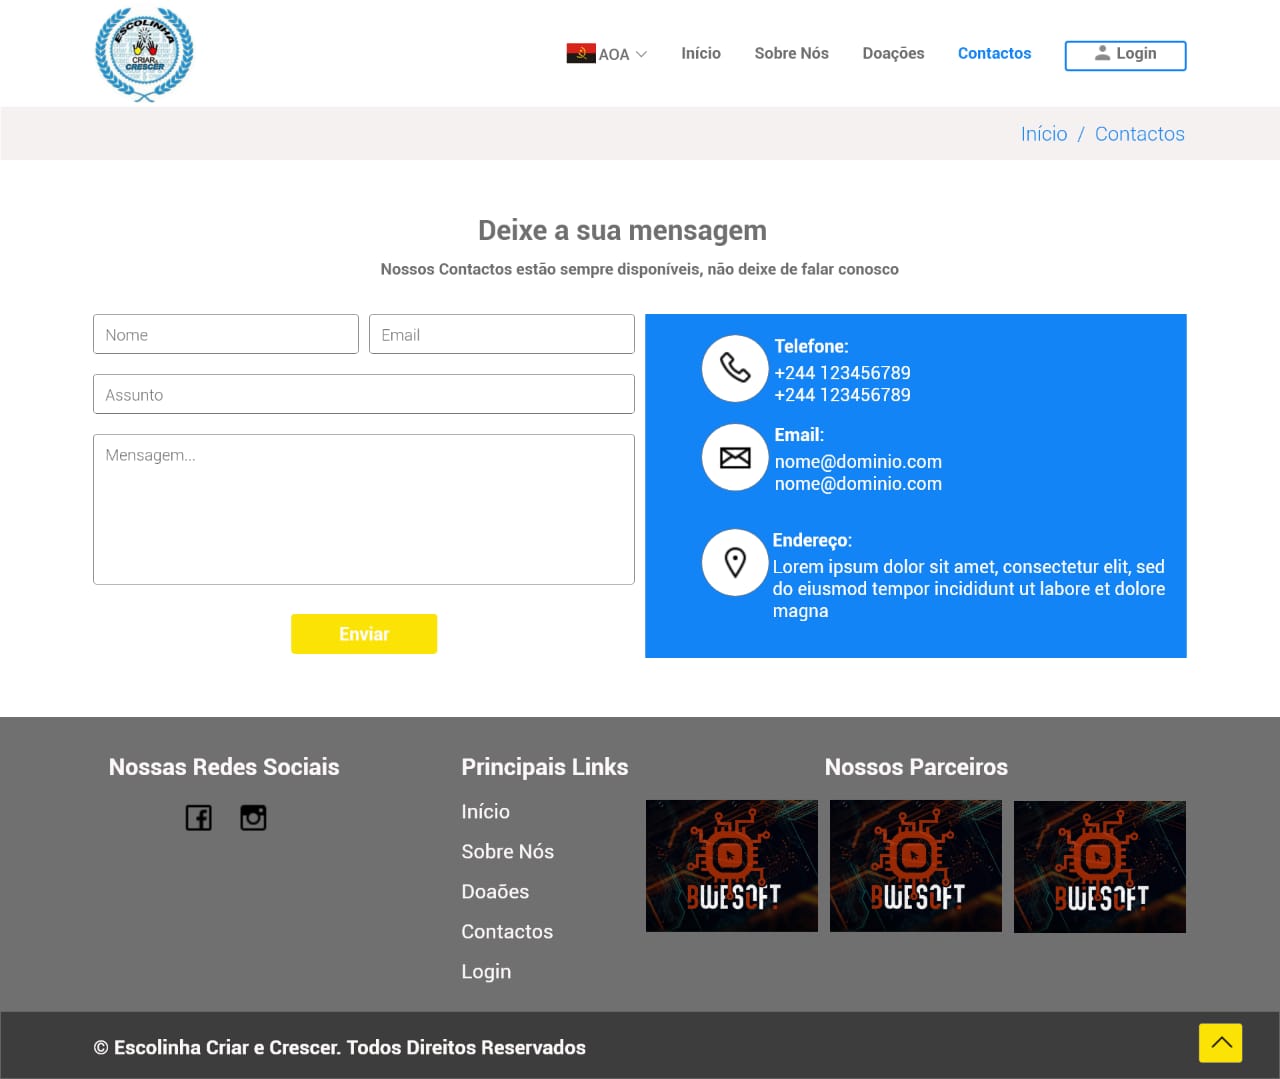 ESCOLINHA
CRIAR
CRESCER
AOA
Início
Sobre Nós
Doações
Contactos
Login
Início / Contactos
Deixe a sua mensagem
Nossos Contactos estão sempre disponíveis, não deixe de falar conosco
Nome
Email
Assunto
Mensagem...
Enviar
Telefone:
+244 123456789
+244 123456789
Email:
nome@dominio.com
nome@dominio.com
Endereço:
Lorem ipsum dolor sit amet, consectetur elit, sed
do eiusmod tempor incididunt ut labore et dolore
magna
Nossas Redes Sociais
Principais Links
Início
Sobre Nós
Doaões
Contactos
Login
Nossos Parceiros
BWESOFT
BWESOFT
BWESOFT
© Escolinha Criar e Crescer. Todos Direitos Reservados